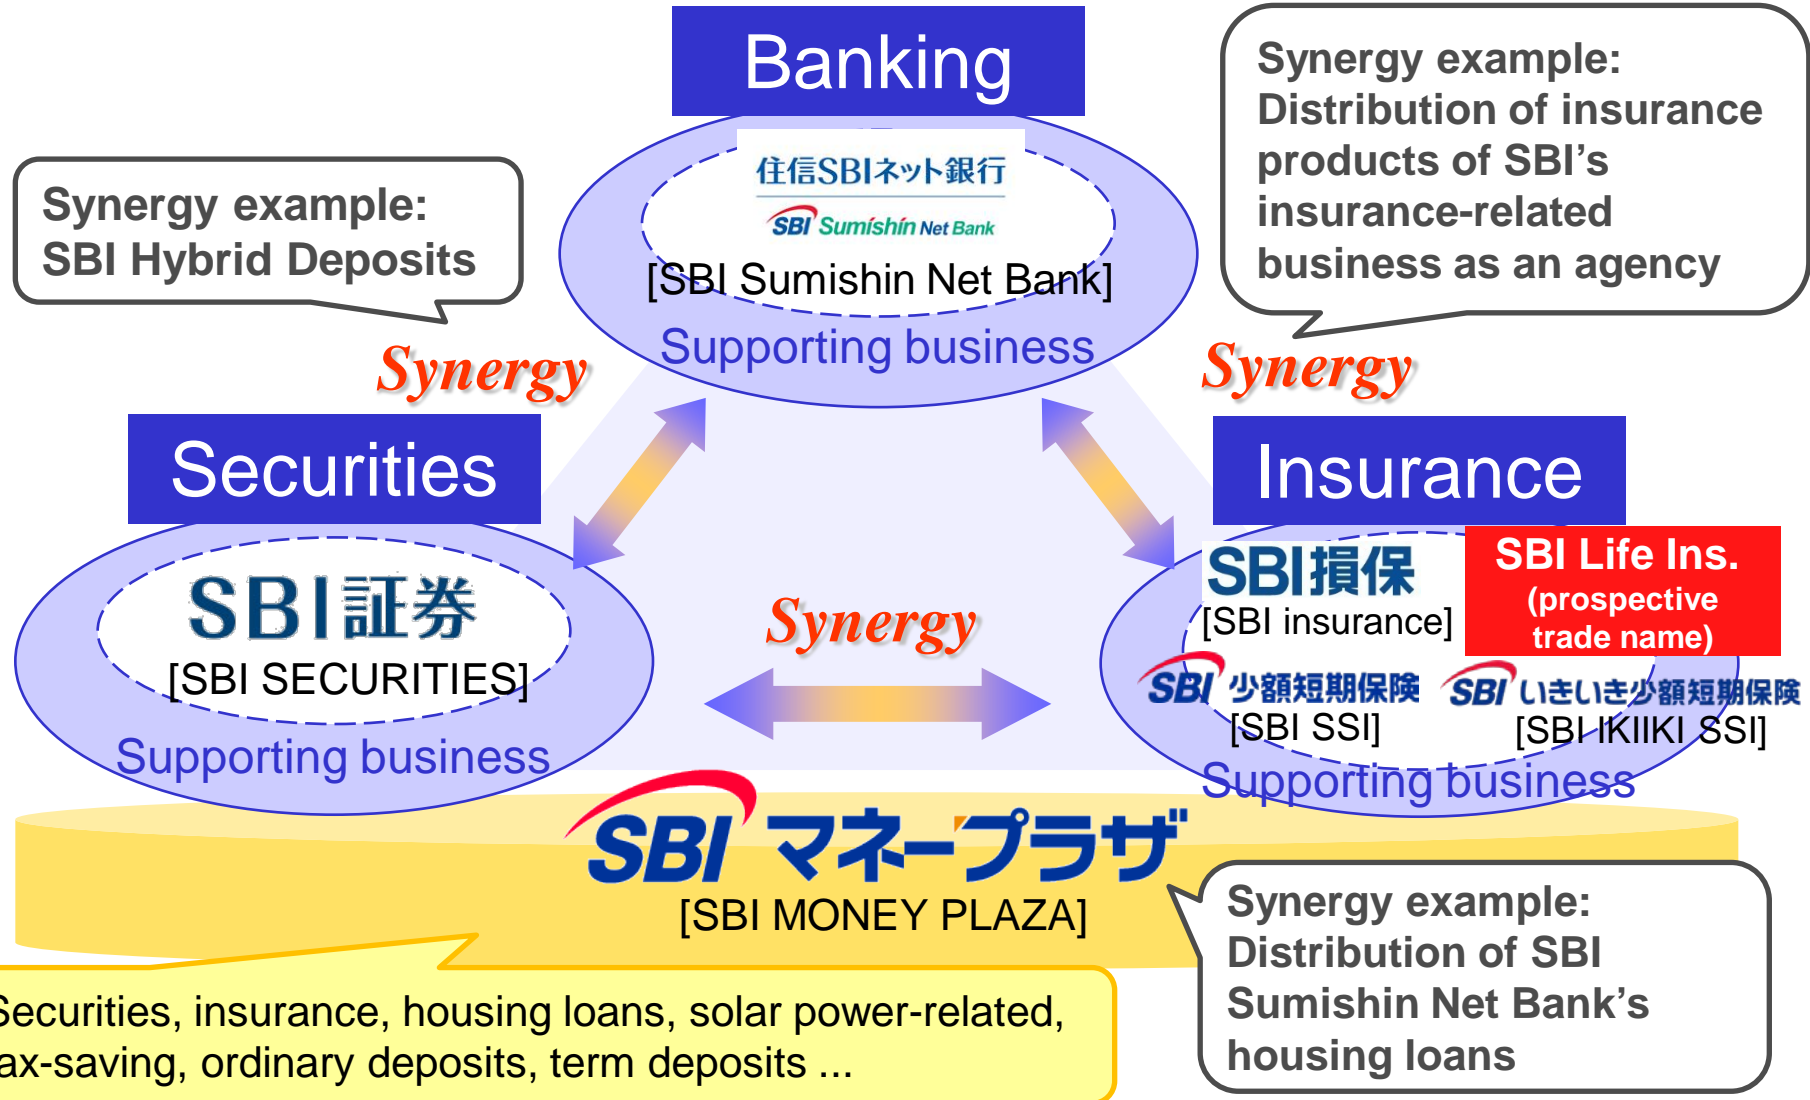 Banking
住信SBIネット銀行
SBI Sumishin Net Bank
[SBI Sumishin Net Bank]
Supporting business
Synergy example:
SBI Hybrid Deposits
Synergy example:
Distribution of insurance
products of SBI’s
insurance-related
business as an agency
Synergy
Synergy
Securities
SBI証券
[SBI SECURITIES]
Supporting business
Synergy
Insurance
SBI損保
[SBI insurance]
SBI Life Ins.
(prospective
trade name)
SBI 少額短期保険
[SBI SSI]
SBI いきいき少額短期保険
[SBI IKIIKI SSI]
Supporting business
SBI マネープラザ
[SBI MONEY PLAZA]
Synergy example:
Distribution of SBI
Sumishin Net Bank’s
housing loans
Securities, insurance, housing loans, solar power-related,
ax-saving, ordinary deposits, term deposits ...